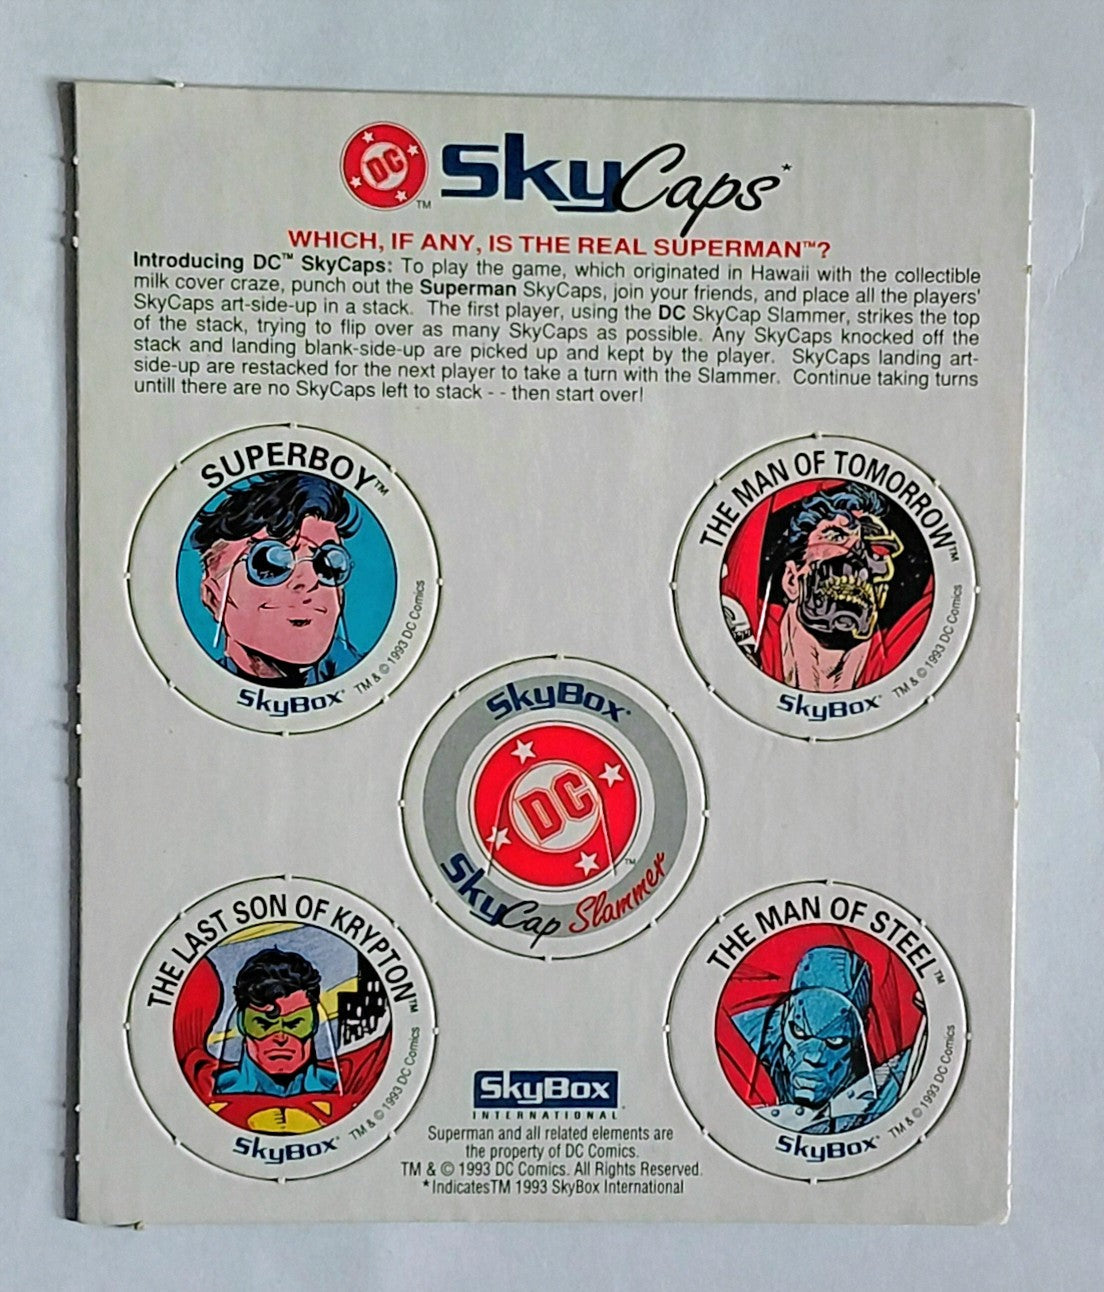 DC ™ SkyCaps*
WHICH, IF ANY, IS THE REAL SUPERMAN™?
Introducing DC™ SkyCaps: To play the game, which originated in Hawaii with the collectible
milk cover craze, punch out the Superman SkyCaps, join your friends, and place all the players'
SkyCaps art-side-up in a stack. The first player, using the DC SkyCap Slammer, strikes the top
of the stack, trying to flip over as many SkyCaps as possible. Any SkyCaps knocked off the
stack and landing blank-side-up are picked up and kept by the player. SkyCaps landing art-
side-up are restacked for the next player to take a turn with the Slammer. Continue taking turns
untill there are no SkyCaps left to stack - - then start over!
SUPERBOY™
SkyBox* TM & © 1993 DC Comics
THE MAN OF TOMORROW™
SkyBox* TM & © 1993 DC Comics
SkyBox*
DC ™
SkyCap Slammer
THE LAST SON OF KRYPTON™
SkyBox* TM & © 1993 DC Comics
THE MAN OF STEEL™
SkyBox* TM & © 1993 DC Comics
SkyBox*
INTERNATIONAL
Superman and all related elements are
the property of DC Comics.
TM & © 1993 DC Comics. All Rights Reserved.
*IndicatesTM 1993 SkyBox International